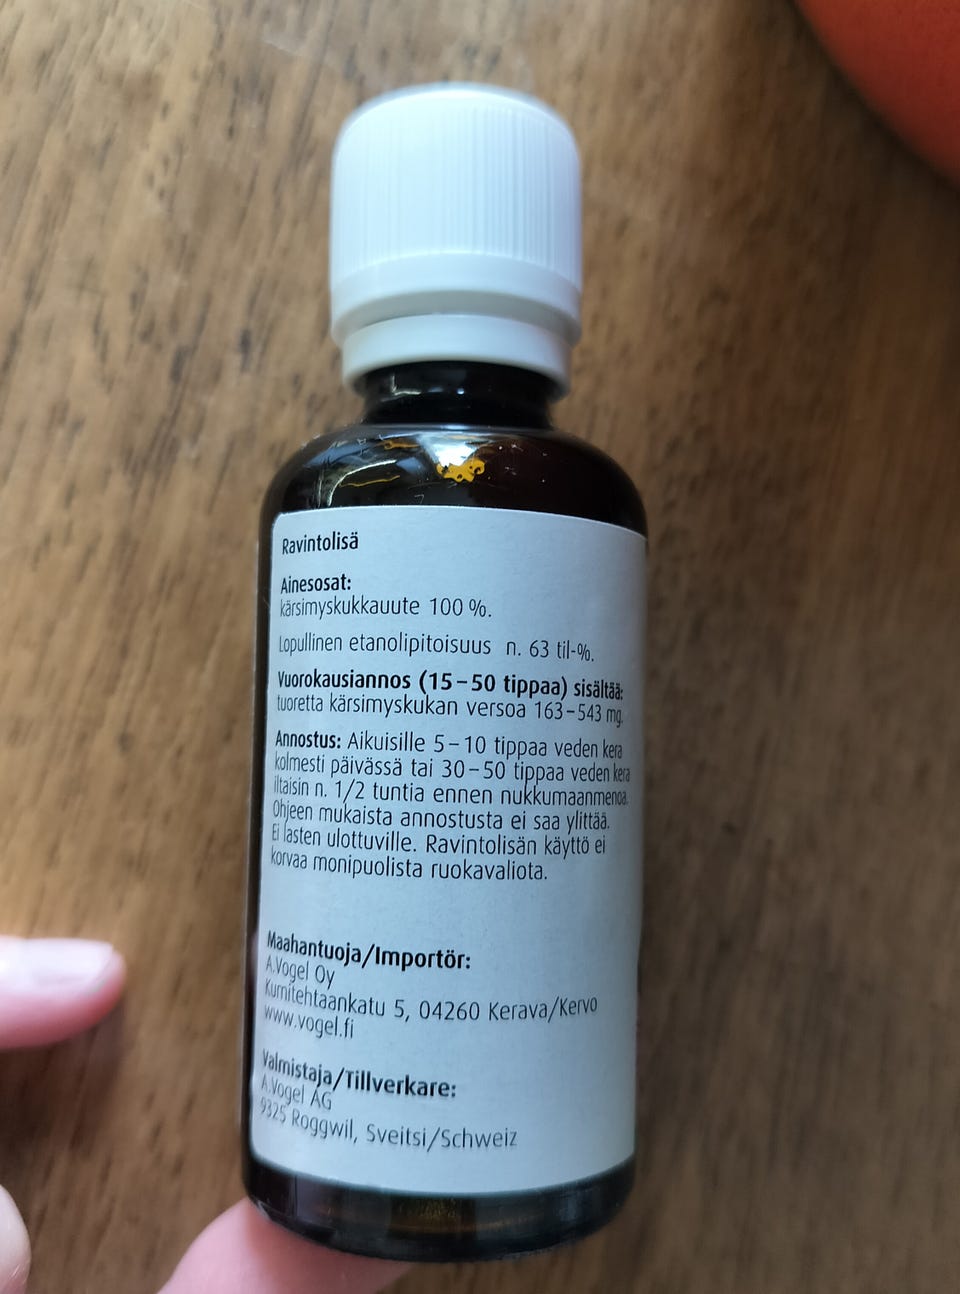 Ravintolisä
Ainesosat:
kärsimyskukkauute 100 %.
Lopullinen etanolipitoisuus n. 63 til-%.
Vuorokausiannos (15–50 tippaa) sisältää:
tuoretta kärsimyskukan versoa 163–543 mg.
Annostus: Aikuisille 5–10 tippaa veden kera
kolmesti päivässä tai 30–50 tippaa veden kera
iltaisin n. 1/2 tuntia ennen nukkumaanmenoa.
Ohjeen mukaista annostusta ei saa ylittää.
Ei lasten ulottuville. Ravintolisän käyttö ei
korvaa monipuolista ruokavaliota.
Maahantuoja/Importör:
A.Vogel Oy
Kumitehtaankatu 5, 04260 Kerava/Kervo
www.vogel.fi
Valmistaja/Tillverkare:
A.Vogel AG
9325 Roggwil, Sveitsi/Schweiz